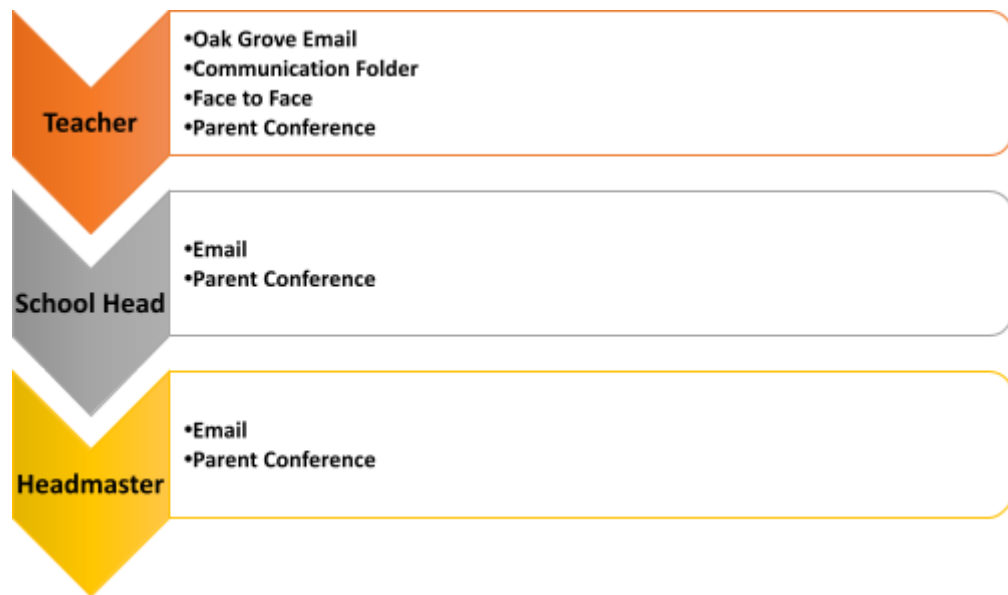 Teacher
•Oak Grove Email
•Communication Folder
•Face to Face
•Parent Conference
School Head
•Email
•Parent Conference
Headmaster
•Email
•Parent Conference